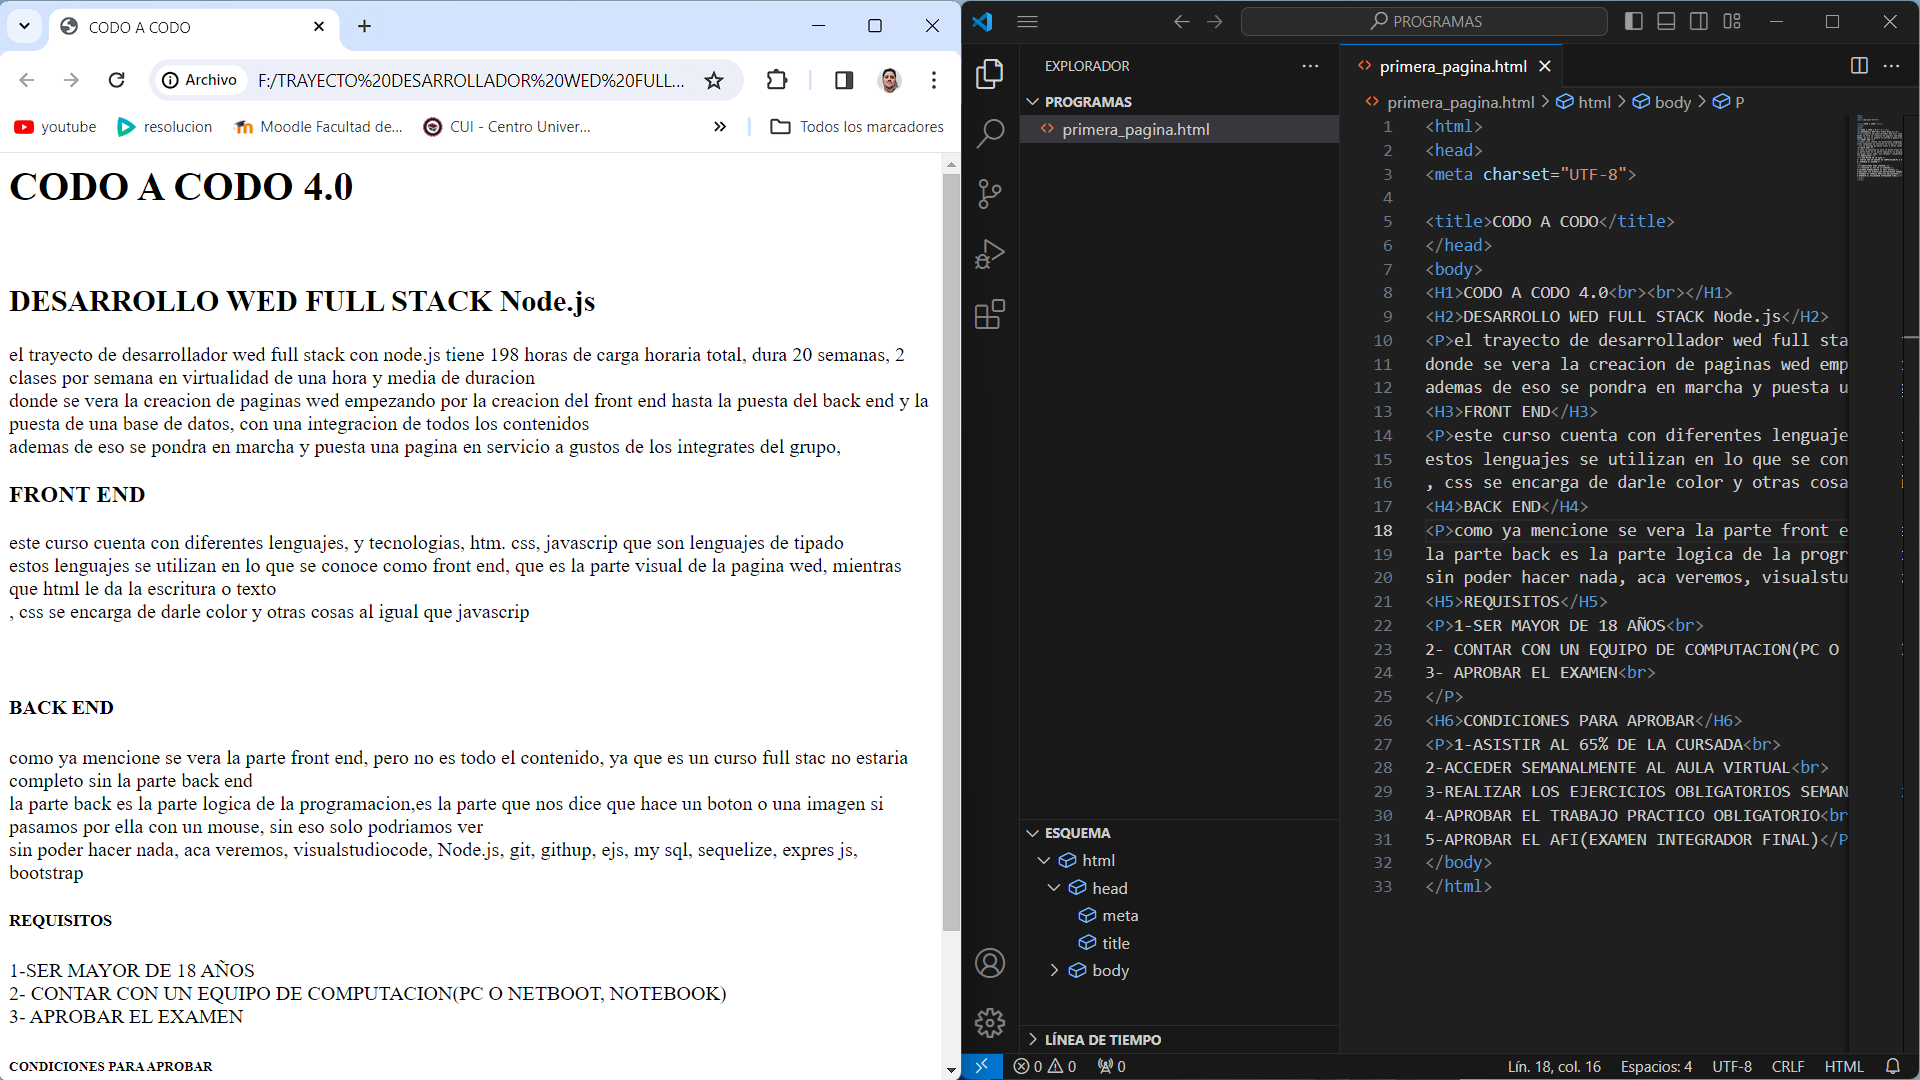 CODO A CODO
Archivo
F:/TRAYECTO%20DESARROLLADOR%20WED%20FULL...
youtube
resolucion
Moodle Facultad de...
CUI - Centro Univer...
Todos los marcadores
CODO A CODO 4.0
DESARROLLO WED FULL STACK Node.js
el trayecto de desarrollador wed full stack con node.js tiene 198 horas de carga horaria total, dura 20 semanas, 2
clases por semana en virtualidad de una hora y media de duracion
donde se vera la creacion de paginas wed empezando por la creacion del front end hasta la puesta del back end y la
puesta de una base de datos, con una integracion de todos los contenidos
ademas de eso se pondra en marcha y puesta una pagina en servicio a gustos de los integrates del grupo,
FRONT END
este curso cuenta con diferentes lenguajes, y tecnologias, htm. css, javascrip que son lenguajes de tipado
estos lenguajes se utilizan en lo que se conoce como front end, que es la parte visual de la pagina wed, mientras
que html le da la escritura o texto
, css se encarga de darle color y otras cosas al igual que javascrip
BACK END
como ya mencione se vera la parte front end, pero no es todo el contenido, ya que es un curso full stac no estaria
completo sin la parte back end
la parte back es la parte logica de la programacion,es la parte que nos dice que hace un boton o una imagen si
pasamos por ella con un mouse, sin eso solo podriamos ver
sin poder hacer nada, aca veremos, visualstudiocode, Node.js, git, githup, ejs, my sql, sequelize, expres js,
bootstrap
REQUISITOS
1-SER MAYOR DE 18 AÑOS
2- CONTAR CON UN EQUIPO DE COMPUTACION(PC O NETBOOT, NOTEBOOK)
3- APROBAR EL EXAMEN
CONDICIONES PARA APROBAR
PROGRAMAS
EXPLORADOR
PROGRAMAS
primera_pagina.html
ESQUEMA
html
head
meta
title
body
LÍNEA DE TIEMPO
primera_pagina.html
primera_pagina.html > html > body > P
1 <html>
2 <head>
3 <meta charset="UTF-8">
4
5 <title>CODO A CODO</title>
6 </head>
7 <body>
8 <H1>CODO A CODO 4.0<br><br></H1>
9 <H2>DESARROLLO WED FULL STACK Node.js</H2>
10 <P>el trayecto de desarrollador wed full sta
11 donde se vera la creacion de paginas wed emp
12 ademas de eso se pondra en marcha y puesta u
13 <H3>FRONT END</H3>
14 <P>este curso cuenta con diferentes lenguaje
15 estos lenguajes se utilizan en lo que se con
16 , css se encarga de darle color y otras cosa
17 <H4>BACK END</H4>
18 <P>como ya mencione se vera la parte front e
19 la parte back es la parte logica de la progr
20 sin poder hacer nada, aca veremos, visualstu
21 <H5>REQUISITOS</H5>
22 <P>1-SER MAYOR DE 18 AÑOS<br>
23 2- CONTAR CON UN EQUIPO DE COMPUTACION(PC O
24 3- APROBAR EL EXAMEN<br>
25 </P>
26 <H6>CONDICIONES PARA APROBAR</H6>
27 <P>1-ASISTIR AL 65% DE LA CURSADA<br>
28 2-ACCEDER SEMANALMENTE AL AULA VIRTUAL<br>
29 3-REALIZAR LOS EJERCICIOS OBLIGATORIOS SEMAN
30 4-APROBAR EL TRABAJO PRACTICO OBLIGATORIO<br
31 5-APROBAR EL AFI(EXAMEN INTEGRADOR FINAL)</P
32 </body>
33 </html>
0 0 0
Lín. 18, col. 16 Espacios: 4 UTF-8 CRLF HTML